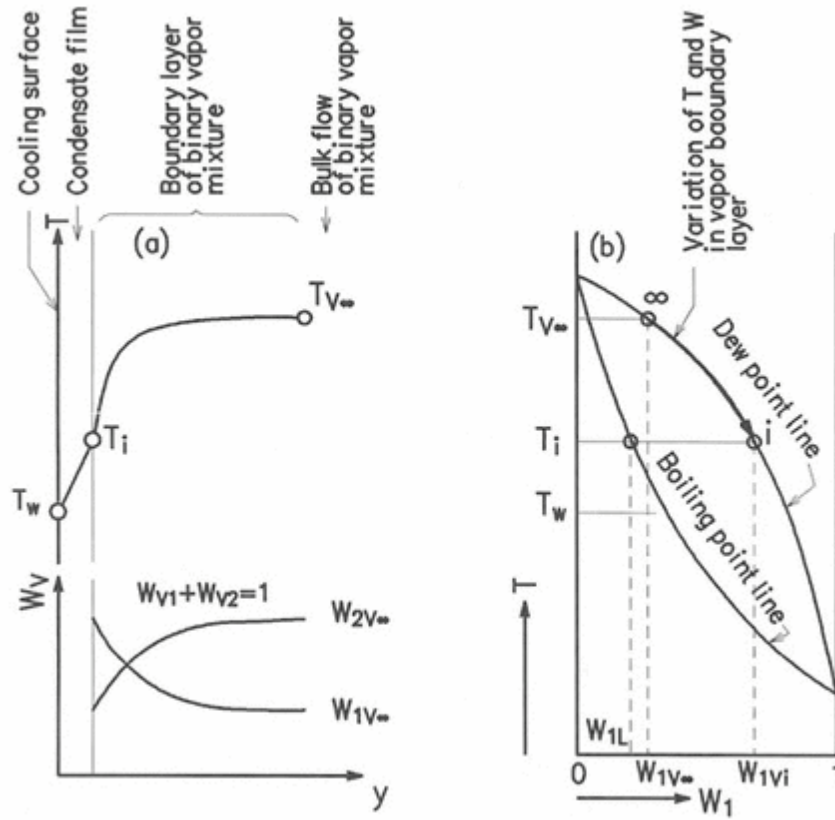 Cooling surface
Condensate film
Boundary layer
of binary vapor
mixture
Bulk flow
of binary vapor
mixture
T
(a)
TV∞
Ti
Tw
WV
WV1+WV2=1
W2V∞
W1V∞
y
Variation of T and W
in vapor baoundary
layer
(b)
∞
TV∞
Dew point line
Ti
i
Tw
Boiling point line
T
W1L
0
W1V∞
W1Vi
1
W1